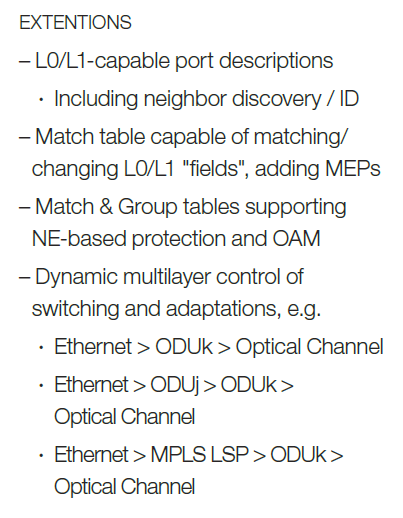 EXTENTIONS
– L0/L1-capable port descriptions
· Including neighbor discovery / ID
– Match table capable of matching/
changing L0/L1 "fields", adding MEPs
– Match & Group tables supporting
NE-based protection and OAM
– Dynamic multilayer control of
switching and adaptations, e.g.
· Ethernet > ODUk > Optical Channel
· Ethernet > ODUj > ODUk >
Optical Channel
· Ethernet > MPLS LSP > ODUk >
Optical Channel